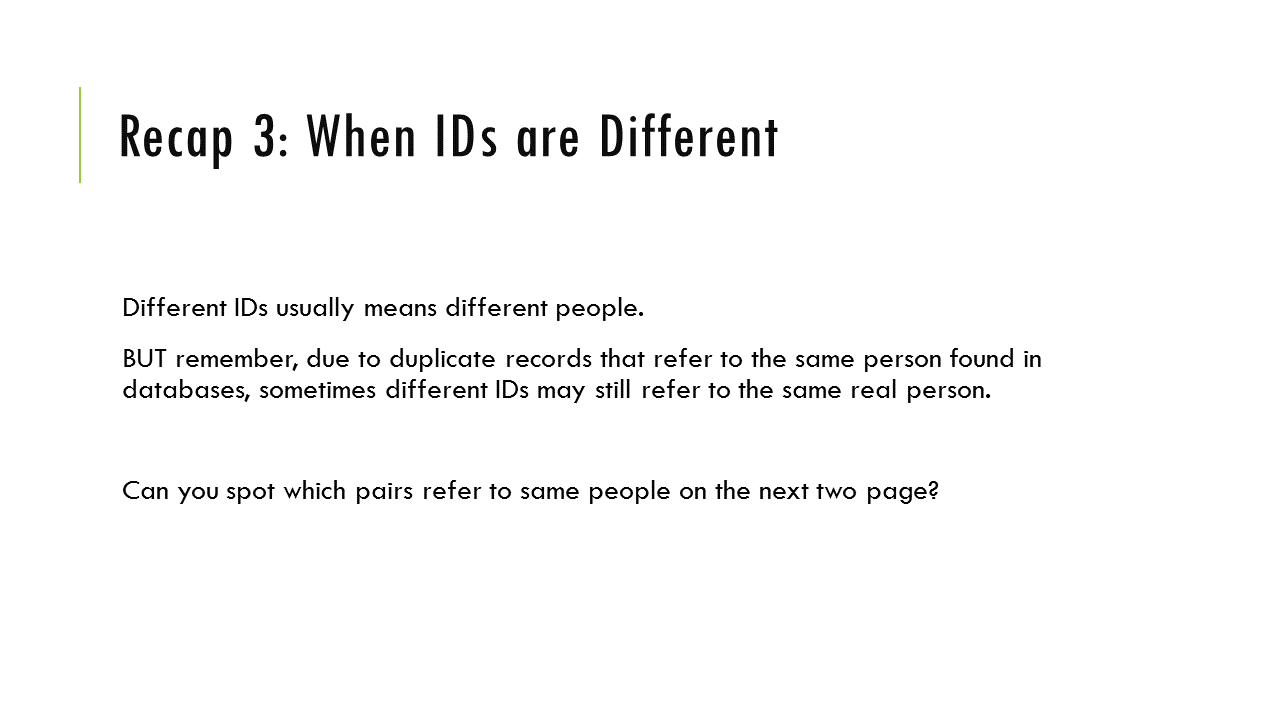 Recap 3: When IDs are Different
Different IDs usually means different people.
BUT remember, due to duplicate records that refer to the same person found in
databases, sometimes different IDs may still refer to the same real person.
Can you spot which pairs refer to same people on the next two page?